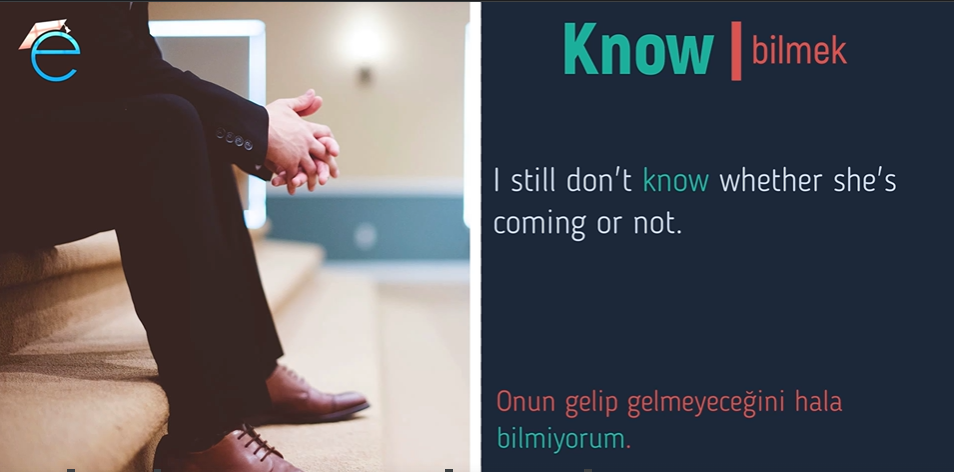 e
Know | bilmek
I still don't know whether she's
coming or not.
Onun gelip gelmeyeceğini hala
bilmiyorum.